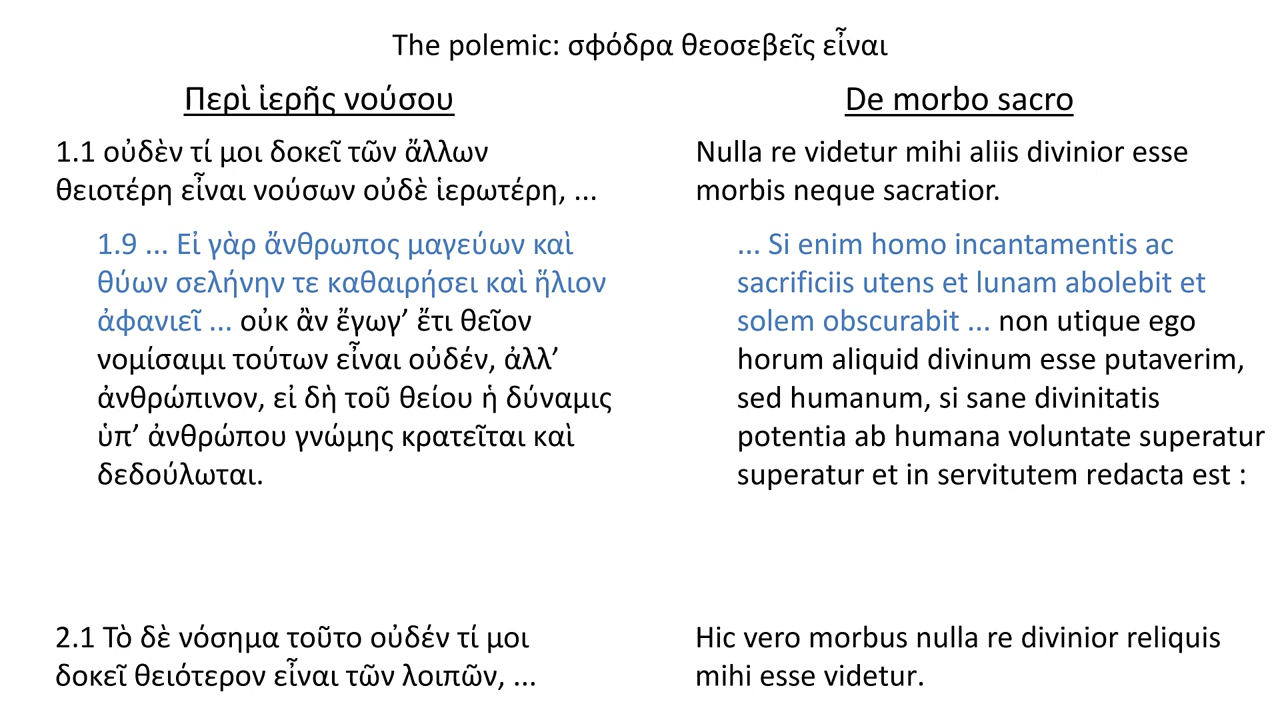 The polemic: σφόδρα θεοσεβεῖς εἶναι
Περὶ ἱερῆς νούσου
1.1 οὐδὲν τί μοι δοκεῖ τῶν ἄλλων
θειοτέρη εἶναι νούσων οὐδὲ ἱερωτέρη, ...
1.9 ... Εἰ γὰρ ἄνθρωπος μαγεύων καὶ
θύων σελήνην τε καθαιρήσει καὶ ἥλιον
ἀφανιεῖ ... οὐκ ἂν ἔγωγ’ ἔτι θεῖον
νομίσαιμι τούτων εἶναι οὐδέν, ἀλλ’
ἀνθρώπινον, εἰ δὴ τοῦ θείου ἡ δύναμις
ὑπ’ ἀνθρώπου γνώμης κρατεῖται καὶ
δεδούλωται.
2.1 Τὸ δὲ νόσημα τοῦτο οὐδέν τί μοι
δοκεῖ θειότερον εἶναι τῶν λοιπῶν, ...
De morbo sacro
Nulla re videtur mihi aliis divinior esse
morbis neque sacratior.
... Si enim homo incantamentis ac
sacrificiis utens et lunam abolebit et
solem obscurabit ... non utique ego
horum aliquid divinum esse putaverim,
sed humanum, si sane divinitatis
potentia ab humana voluntate superatur
superatur et in servitutem redacta est :
Hic vero morbus nulla re divinior reliquis
mihi esse videtur.